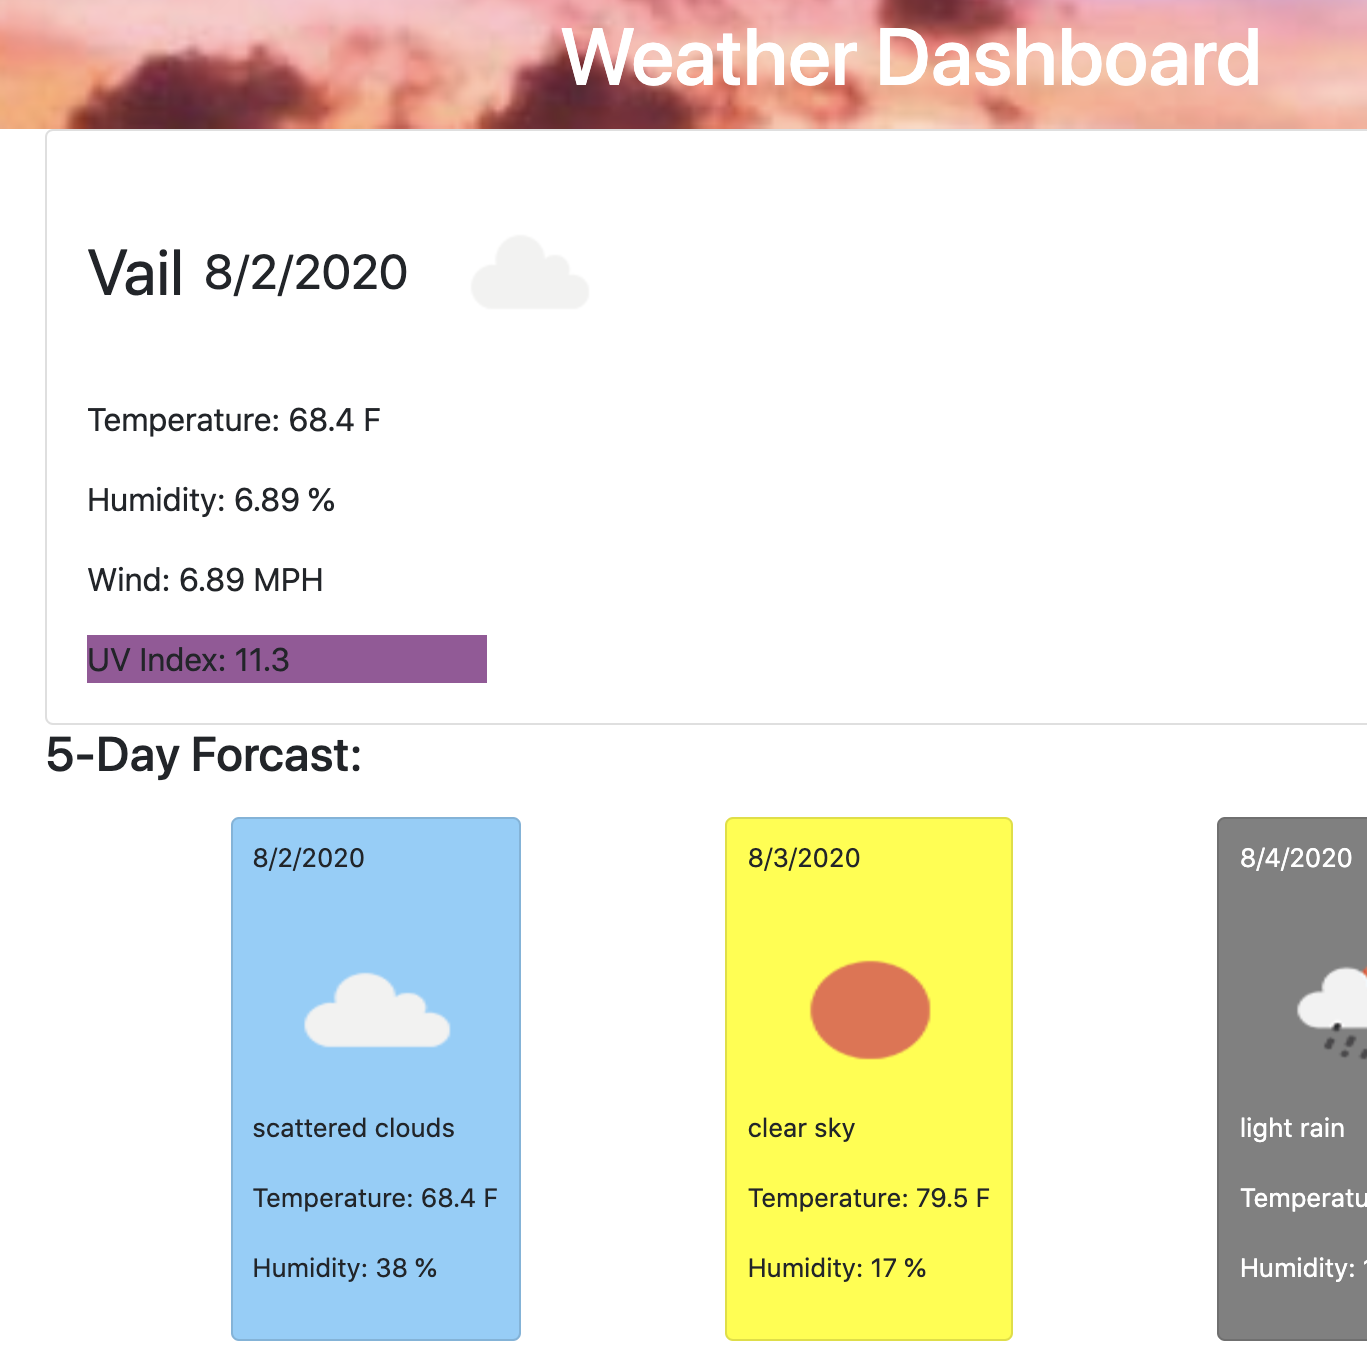 Weather Dashboard
Vail 8/2/2020
Temperature: 68.4 F
Humidity: 6.89 %
Wind: 6.89 MPH
UV Index: 11.3
5-Day Forcast:
8/2/2020
scattered clouds
Temperature: 68.4 F
Humidity: 38 %
8/3/2020
clear sky
Temperature: 79.5 F
Humidity: 17 %
8/4/2020
light rain
Temperatu
Humidity: